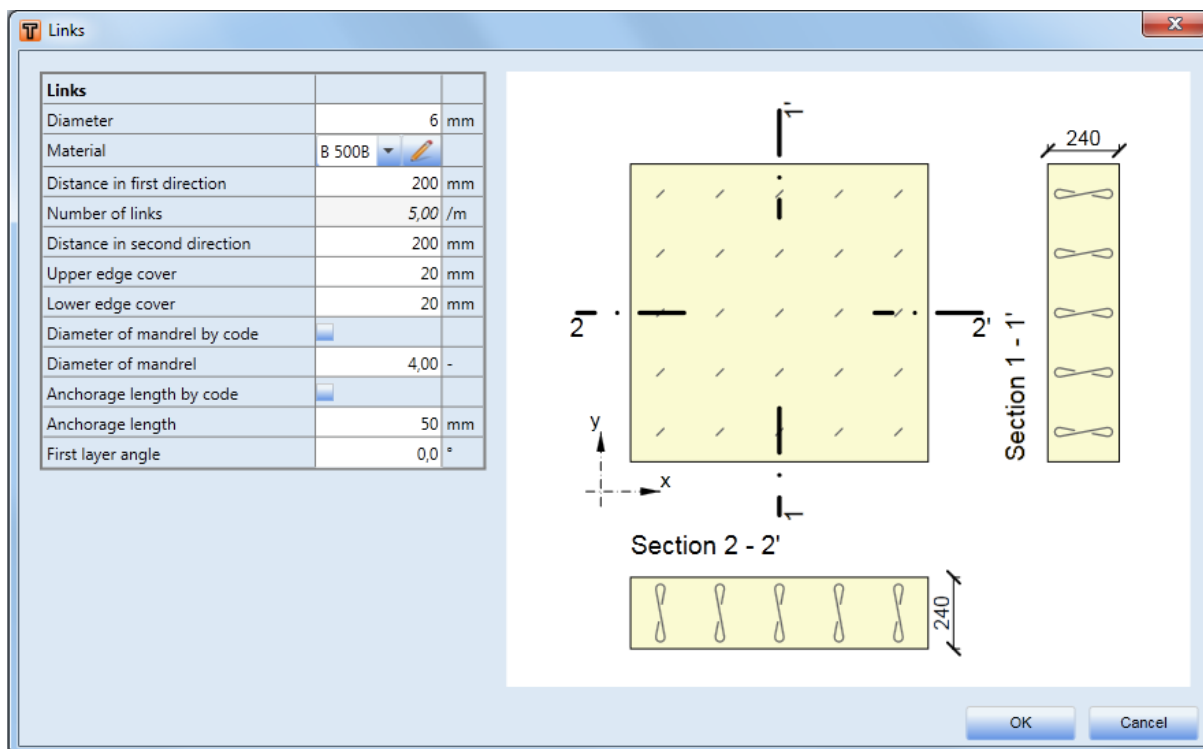 Links
Links
Diameter 6 mm
Material B 500B
Distance in first direction 200 mm
Number of links 5,00 /m
Distance in second direction 200 mm
Upper edge cover 20 mm
Lower edge cover 20 mm
Diameter of mandrel by code
Diameter of mandrel 4,00 -
Anchorage length by code
Anchorage length 50 mm
First layer angle 0,0 °
1'
240
2 2'
Section 1 - 1'
y
x
1
Section 2 - 2'
240
OK Cancel